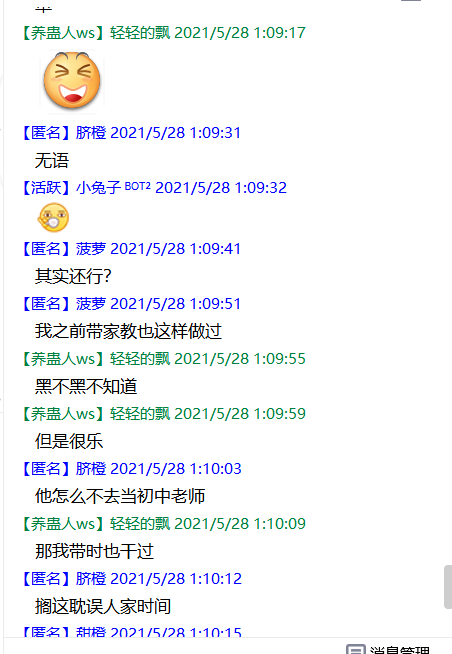 【养蛊人ws】轻轻的飘 2021/5/28 1:09:17
【匿名】脐橙 2021/5/28 1:09:31
无语
【活跃】小兔子 BOT2 2021/5/28 1:09:32
【匿名】菠萝 2021/5/28 1:09:41
其实还行?
【匿名】菠萝 2021/5/28 1:09:51
我之前带家教也这样做过
【养蛊人ws】轻轻的飘 2021/5/28 1:09:55
黑不黑不知道
【养蛊人ws】轻轻的飘 2021/5/28 1:09:59
但是很乐
【匿名】脐橙 2021/5/28 1:10:03
他怎么不去当初中老师
【养蛊人ws】轻轻的飘 2021/5/28 1:10:09
那我带时也干过
【匿名】脐橙 2021/5/28 1:10:12
搁这耽误人家时间
【匿名】甜橙 2021/5/28 1:10:15
消息管理